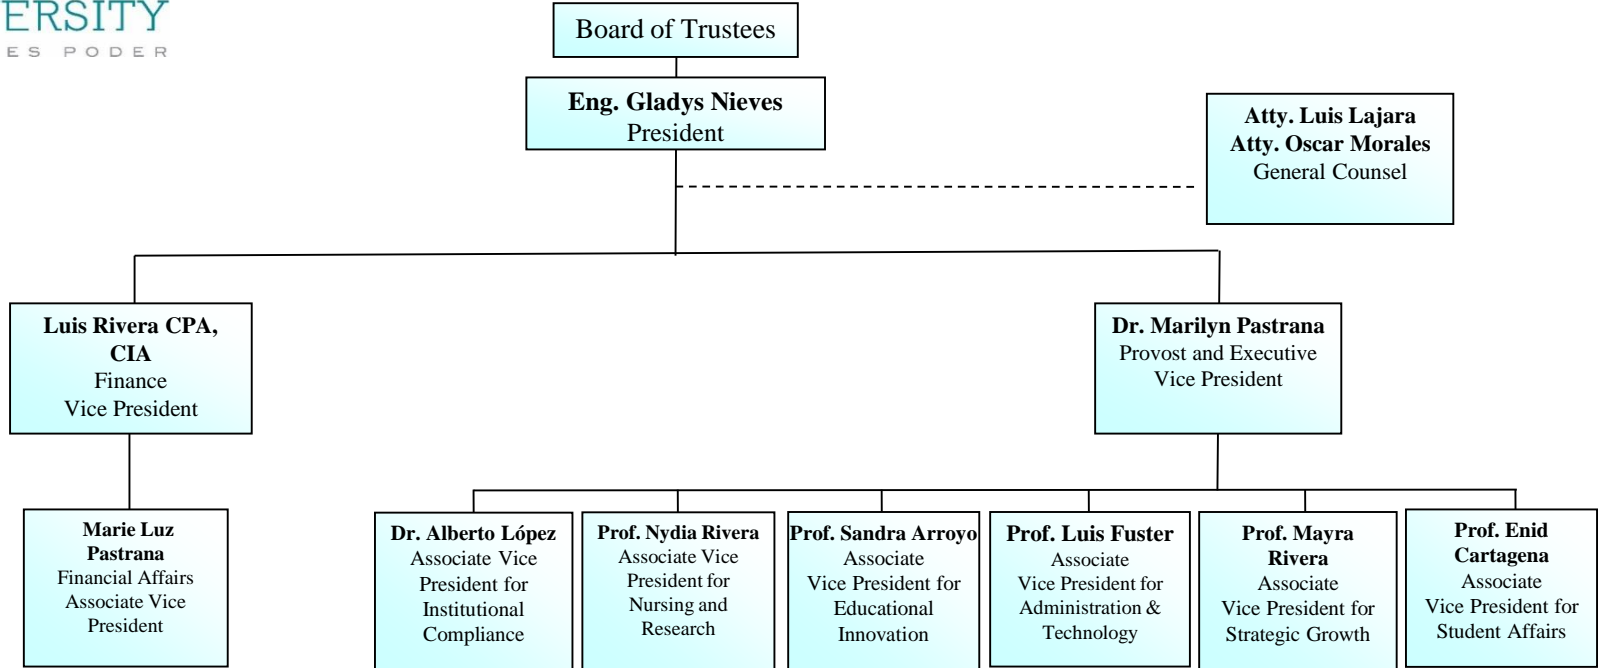 ERSITY
ES PODER
Board of Trustees
Eng. Gladys Nieves
President
Atty. Luis Lajara
Atty. Oscar Morales
General Counsel
Luis Rivera CPA,
CIA
Finance
Vice President
Dr. Marilyn Pastrana
Provost and Executive
Vice President
Marie Luz
Pastrana
Financial Affairs
Associate Vice
President
Dr. Alberto López
Associate Vice
President for
Institutional
Compliance
Prof. Nydia Rivera
Associate Vice
President for
Nursing and
Research
Prof. Sandra Arroyo
Associate
Vice President for
Educational
Innovation
Prof. Luis Fuster
Associate
Vice President for
Administration &
Technology
Prof. Mayra
Rivera
Associate
Vice President for
Strategic Growth
Prof. Enid
Cartagena
Associate
Vice President for
Student Affairs